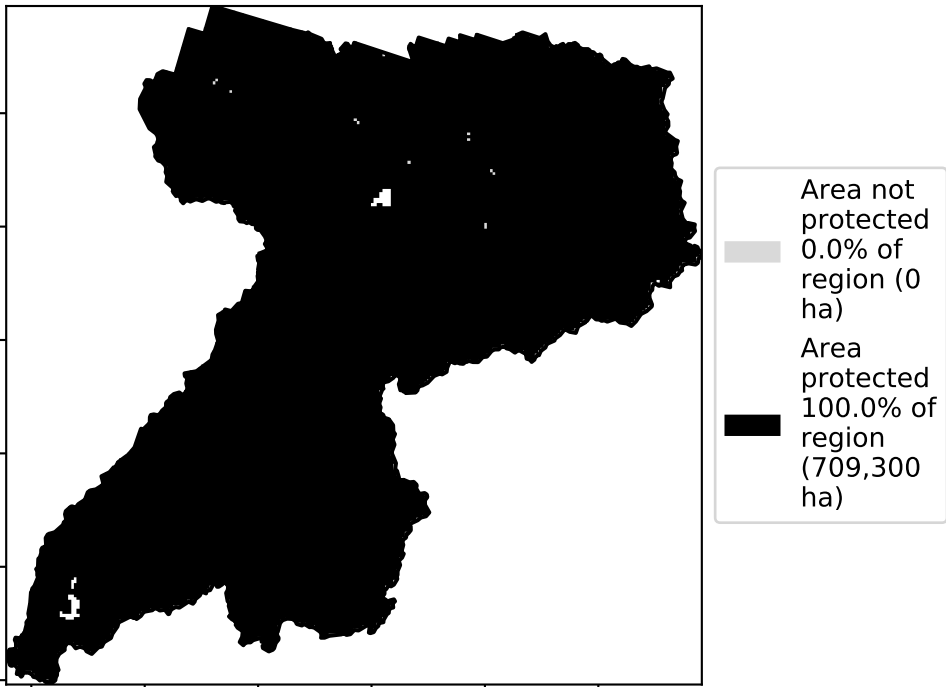 Area not
protected
0.0% of
region (0
ha)
Area
protected
100.0% of
region
(709,300
ha)